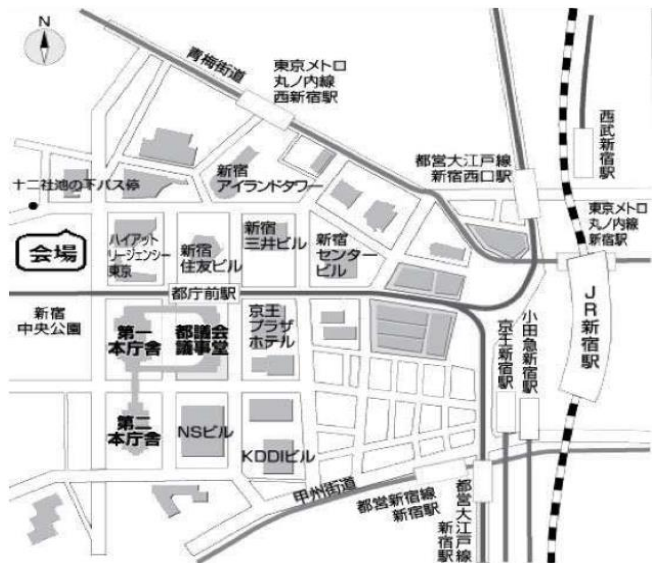 N
青梅街道
東京メトロ
丸ノ内線
西新宿駅
西武新宿駅
都営大江戸線
新宿西口駅
新宿
アイランドタワー
十二社池の下バス停
東京メトロ
丸ノ内線
新宿駅
会場
ハイアット
リージェンシー
東京
新宿
住友ビル
新宿
三井ビル
新宿
センター
ビル
都庁前駅
JR新宿駅
新宿
中央公園
第一
本庁舎
都議会
議事堂
京王
プラザ
ホテル
小田急新宿駅
京王新宿駅
第二
本庁舎
NSビル
KDDIビル
甲州街道
都営新宿線
新宿駅
都営大江戸線
新宿駅